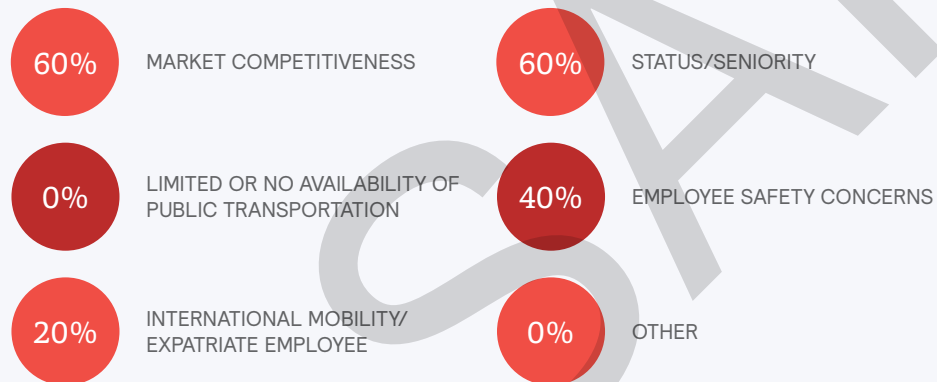 60% MARKET COMPETITIVENESS
60% STATUS/SENIORITY
0% LIMITED OR NO AVAILABILITY OF
PUBLIC TRANSPORTATION
40% EMPLOYEE SAFETY CONCERNS
20% INTERNATIONAL MOBILITY/
EXPATRIATE EMPLOYEE
0% OTHER